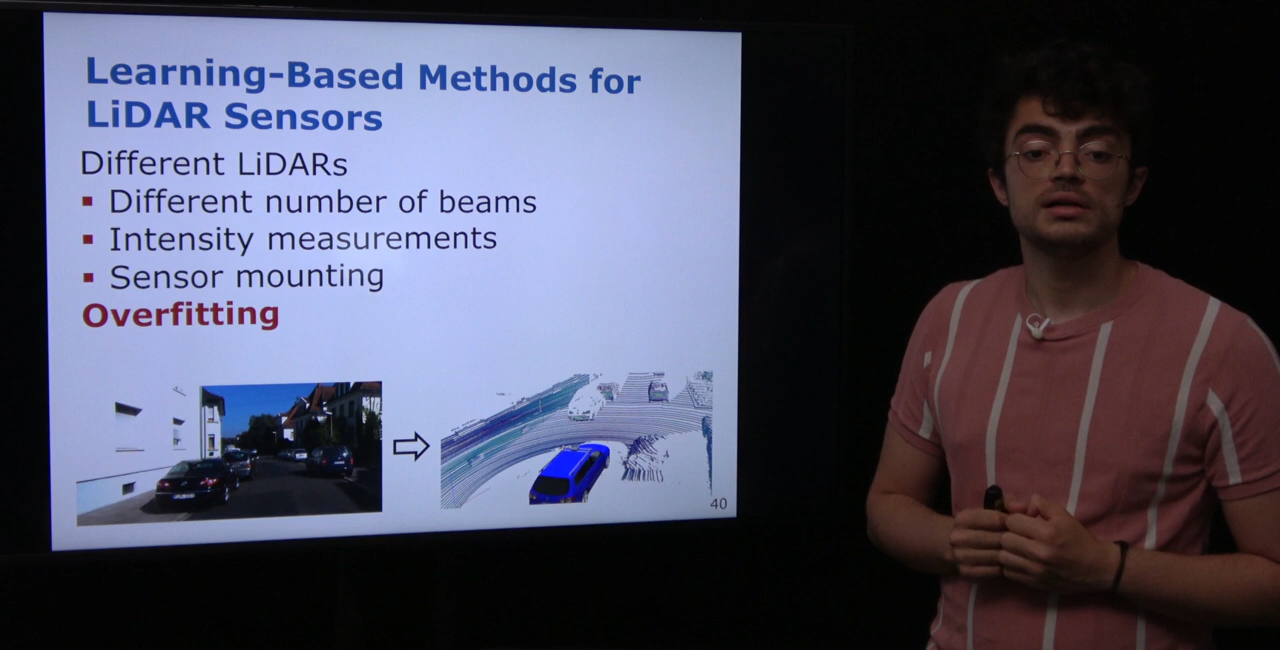 Learning-Based Methods for
LiDAR Sensors
Different LiDARs
▪ Different number of beams
▪ Intensity measurements
▪ Sensor mounting
Overfitting
40